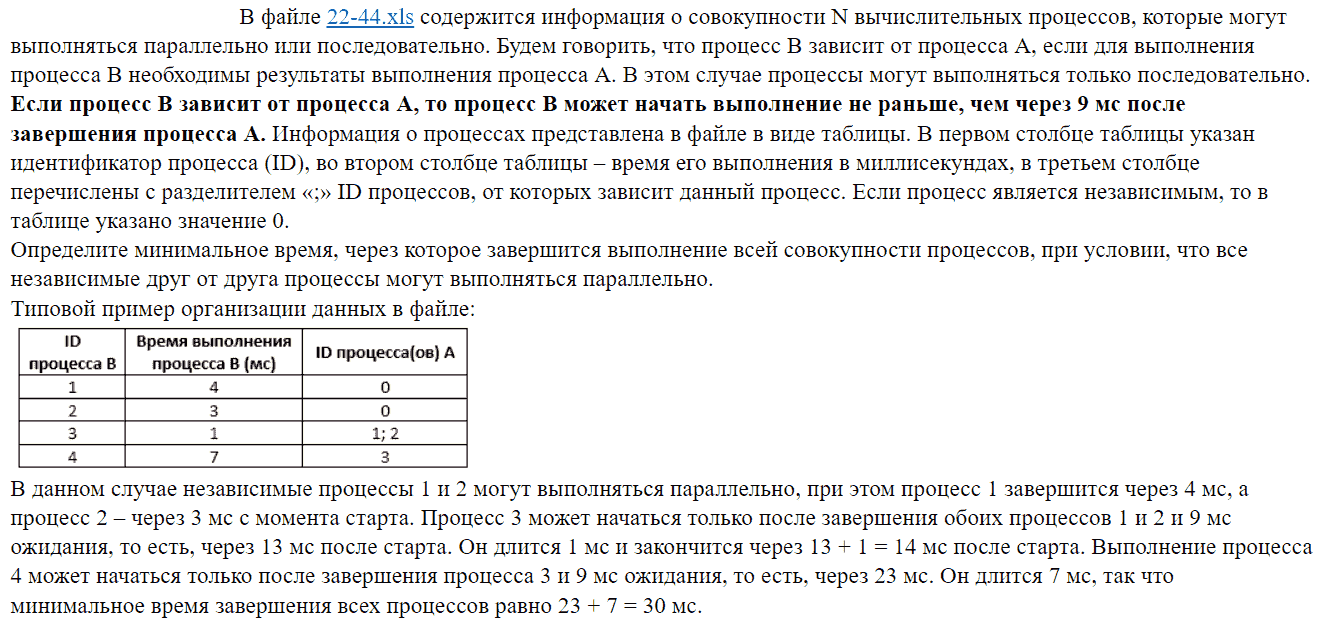 В файле 22-44.xls содержится информация о совокупности N вычислительных процессов, которые могут
выполняться параллельно или последовательно. Будем говорить, что процесс B зависит от процесса A, если для выполнения
процесса B необходимы результаты выполнения процесса A. В этом случае процессы могут выполняться только последовательно.
Если процесс B зависит от процесса A, то процесс B может начать выполнение не раньше, чем через 9 мс после
завершения процесса A. Информация о процессах представлена в файле в виде таблицы. В первом столбце таблицы указан
идентификатор процесса (ID), во втором столбце таблицы – время его выполнения в миллисекундах, в третьем столбце
перечислены с разделителем «;» ID процессов, от которых зависит данный процесс. Если процесс является независимым, то в
таблице указано значение 0.
Определите минимальное время, через которое завершится выполнение всей совокупности процессов, при условии, что все
независимые друг от друга процессы могут выполняться параллельно.
Типовой пример организации данных в файле:
ID процесса B Время выполнения процесса B (мс) ID процесса(ов) A
1 4 0
2 3 0
3 1 1; 2
4 7 3
В данном случае независимые процессы 1 и 2 могут выполняться параллельно, при этом процесс 1 завершится через 4 мс, а
процесс 2 – через 3 мс с момента старта. Процесс 3 может начаться только после завершения обоих процессов 1 и 2 и 9 мс
ожидания, то есть, через 13 мс после старта. Он длится 1 мс и закончится через 13 + 1 = 14 мс после старта. Выполнение процесса
4 может начаться только после завершения процесса 3 и 9 мс ожидания, то есть, через 23 мс. Он длится 7 мс, так что
минимальное время завершения всех процессов равно 23 + 7 = 30 мс.